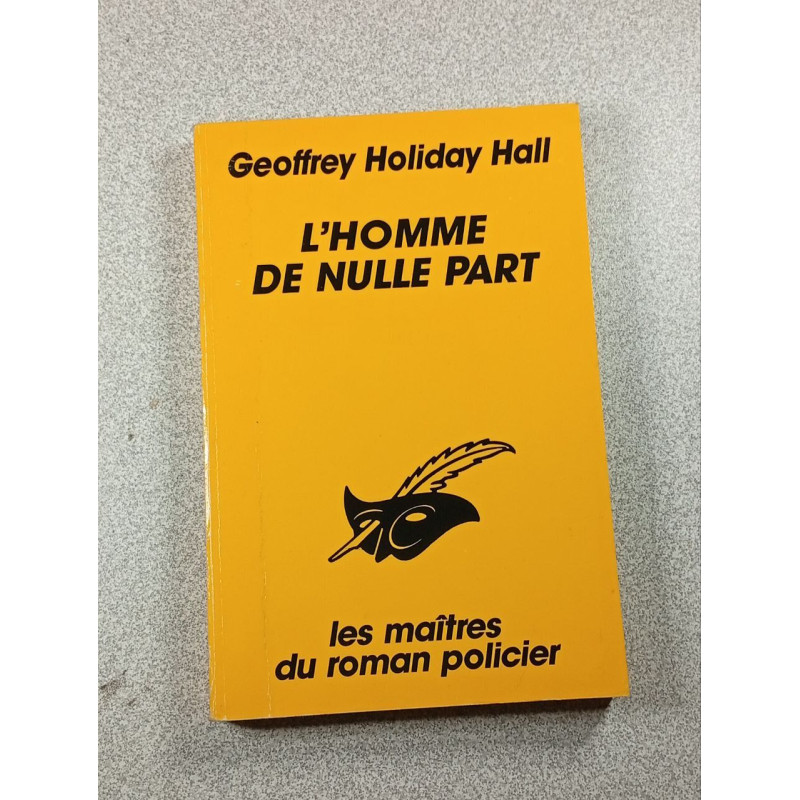 Geoffrey Holiday Hall
L'HOMME
DE NULLE PART
les maîtres
du roman policier